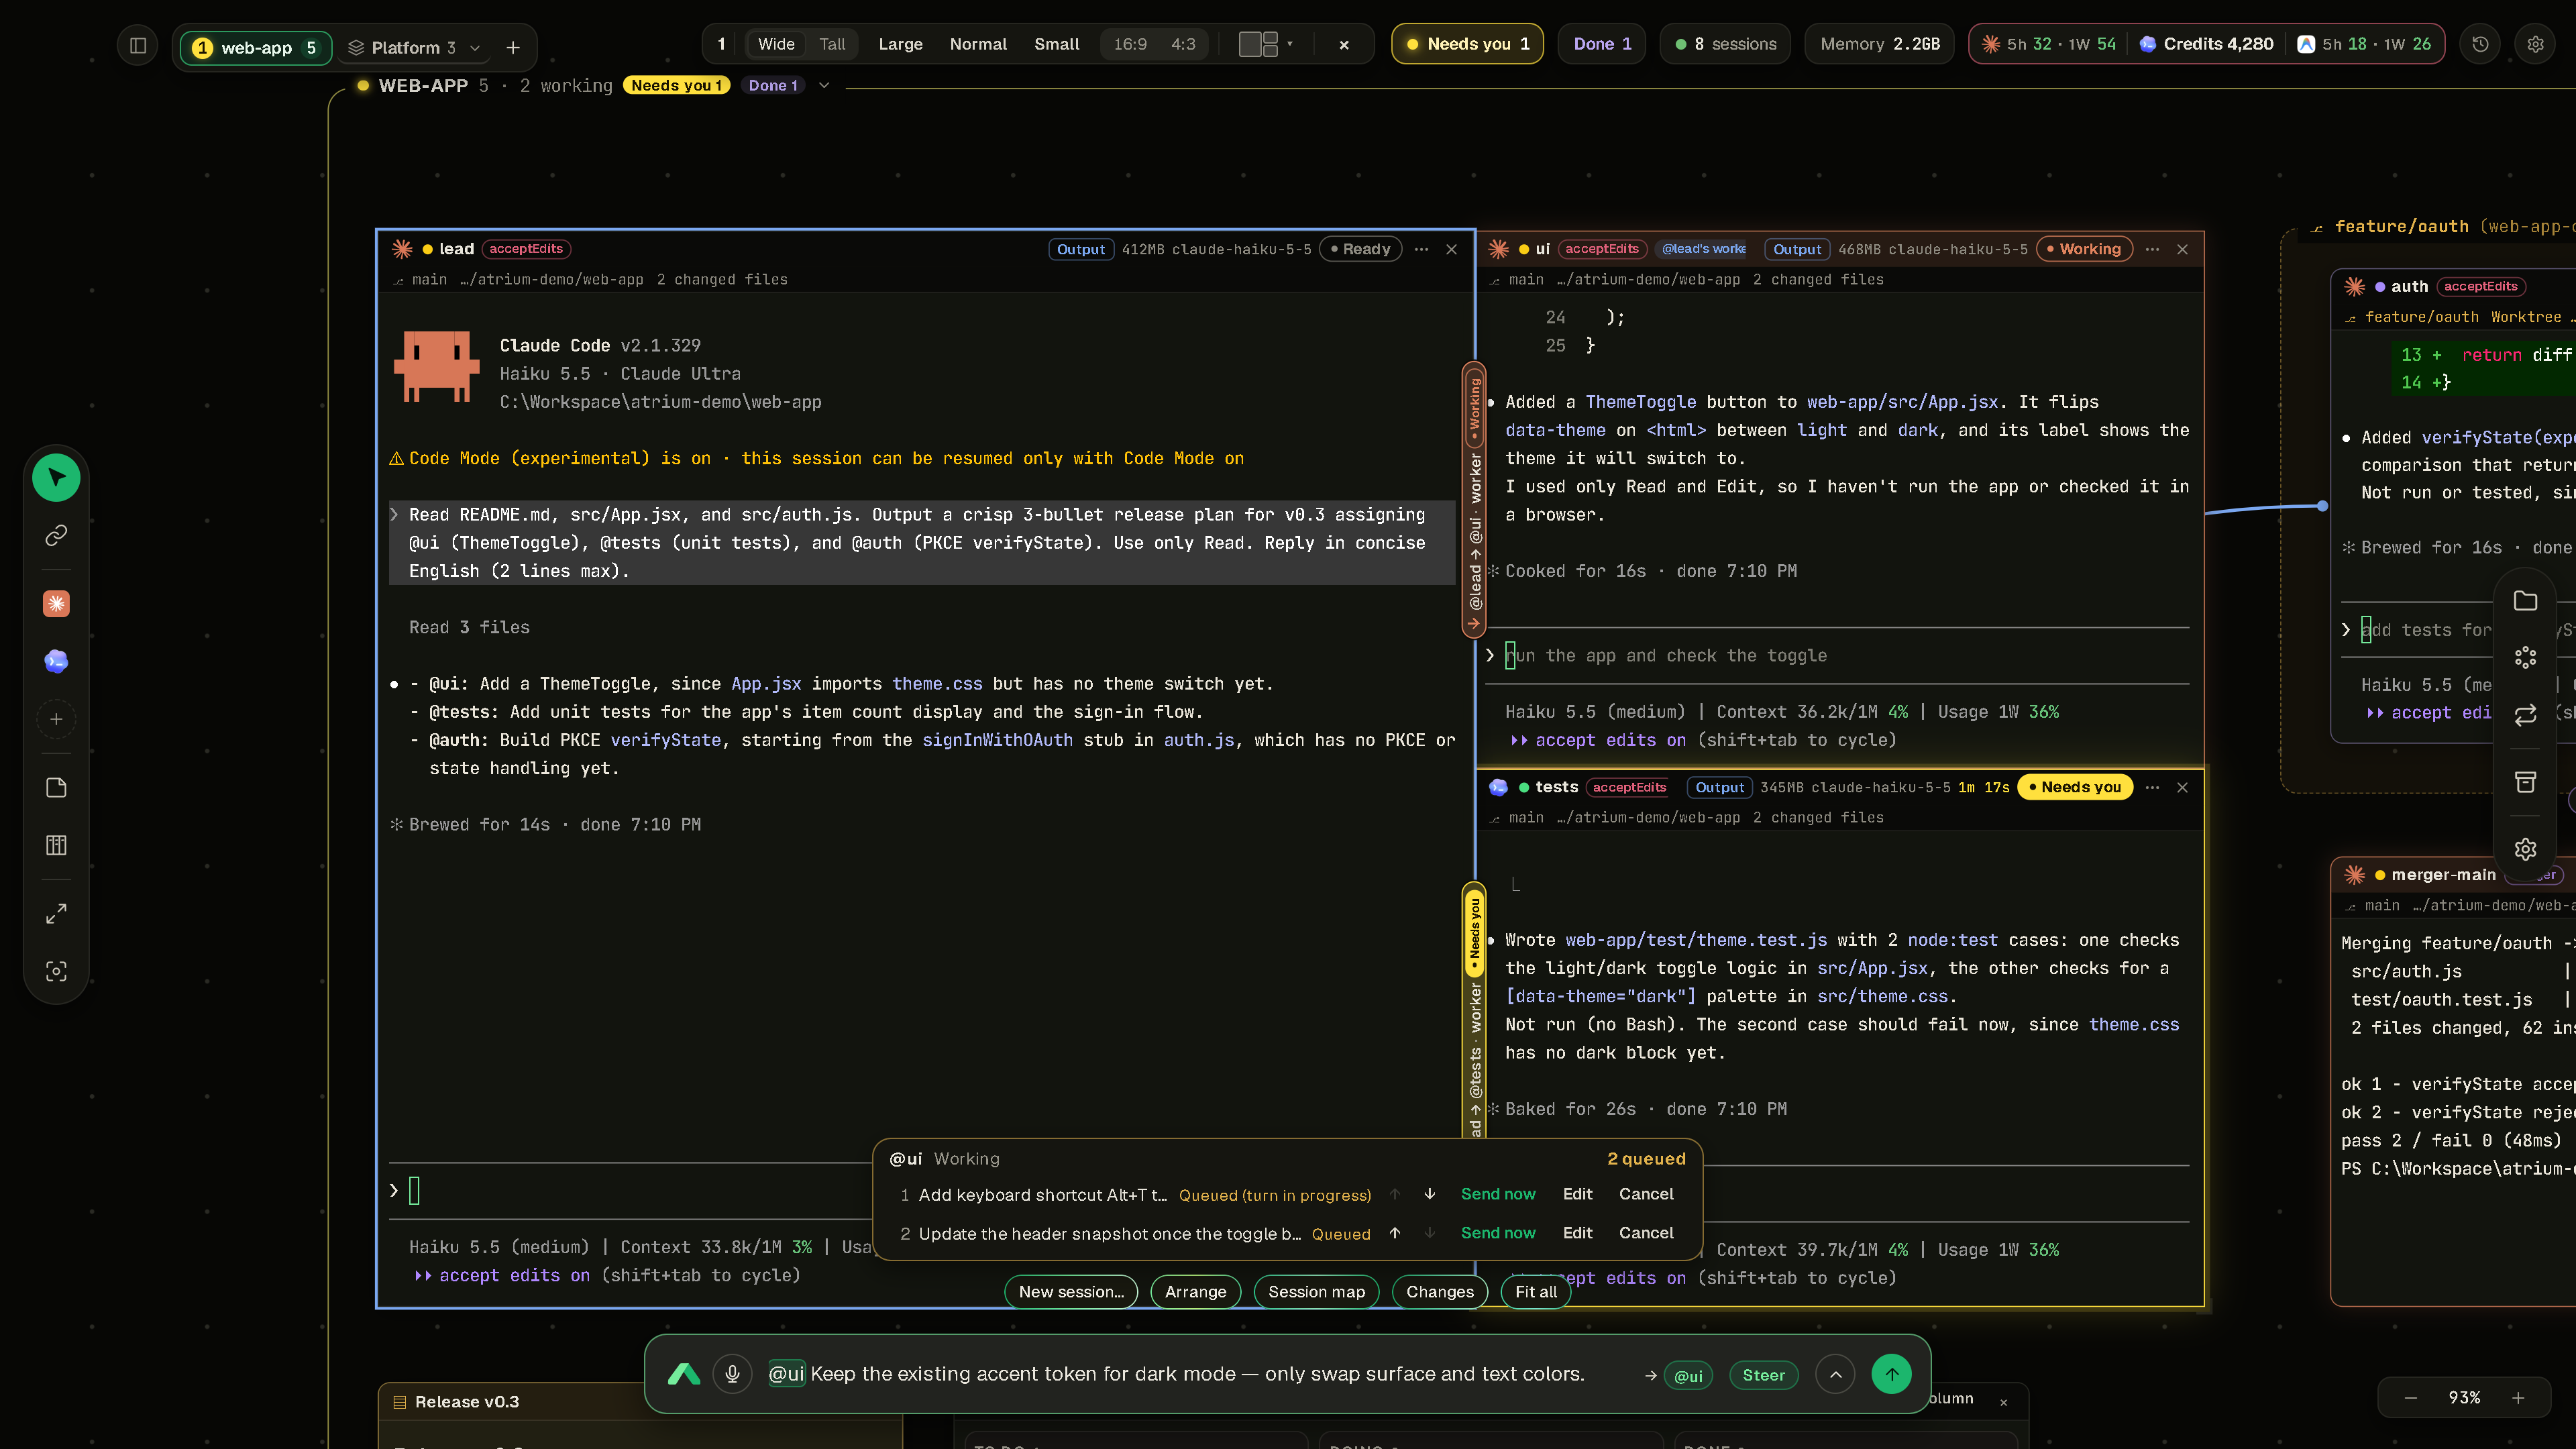 1 web-app 5 Platform 3
1 Wide Tall Large Normal Small 16:9 4:3 ×
Needs you 1
Done 1
8 sessions
Memory 2.2GB
5h 32 · 1W 54 Credits 4,280 5h 18 · 1W 26
WEB-APP 5 · 2 working Needs you 1 Done 1
lead acceptEdits Output 412MB claude-haiku-5-5 Ready
main …/atrium-demo/web-app 2 changed files
Claude Code v2.1.329
Haiku 5.5 · Claude Ultra
C:\Workspace\atrium-demo\web-app
⚠ Code Mode (experimental) is on · this session can be resumed only with Code Mode on
❯ Read README.md, src/App.jsx, and src/auth.js. Output a crisp 3-bullet release plan for v0.3 assigning
@ui (ThemeToggle), @tests (unit tests), and @auth (PKCE verifyState). Use only Read. Reply in concise
English (2 lines max).
Read 3 files
● - @ui: Add a ThemeToggle, since App.jsx imports theme.css but has no theme switch yet.
- @tests: Add unit tests for the app's item count display and the sign-in flow.
- @auth: Build PKCE verifyState, starting from the signInWithOAuth stub in auth.js, which has no PKCE or
state handling yet.
✻ Brewed for 14s · done 7:10 PM
❯
Haiku 5.5 (medium) | Context 33.8k/1M 3% |
accept edits on (shift+tab to cycle)
@lead → @ui · worker • Working
@tests · worker • Needs you
ui acceptEdits @lead's Output 468MB claude-haiku-5-5 Working
main …/atrium-demo/web-app 2 changed files
24 );
25 }
● Added a ThemeToggle button to web-app/src/App.jsx. It flips
data-theme on <html> between light and dark, and its label shows the
theme it will switch to.
I used only Read and Edit, so I haven't run the app or checked it in
a browser.
✻ Cooked for 16s · done 7:10 PM
❯ run the app and check the toggle
Haiku 5.5 (medium) | Context 36.2k/1M 4% | Usage 1W 36%
accept edits on (shift+tab to cycle)
tests acceptEdits Output 345MB claude-haiku-5-5 1m 17s Needs you
main …/atrium-demo/web-app 2 changed files
● Wrote web-app/test/theme.test.js with 2 node:test cases: one checks
the light/dark toggle logic in src/App.jsx, the other checks for a
[data-theme="dark"] palette in src/theme.css.
Not run (no Bash). The second case should fail now, since theme.css
has no dark block yet.
✻ Baked for 26s · done 7:10 PM
Context 39.7k/1M 4% | Usage 1W 36%
edits on (shift+tab to cycle)
feature/oauth
auth acceptEdits
feature/oauth Worktree
13 + return diff
14 +}
● Added
comparison that
Not run or tested,
✻ Brewed for 16s · done
❯ add tests for
Haiku 5.5
accept
merger-main
main …/atrium-demo/
Merging feature/oauth
src/auth.js |
test/oauth.test.js |
2 files changed, 62
ok 1 - verifyState
ok 2 - verifyState
pass 2 / fail 0 (48ms)
PS
@ui Working 2 queued
1 Add keyboard shortcut Alt+T t… Queued (turn in progress) ↑ ↓ Send now Edit Cancel
2 Update the header snapshot once the toggle b… Queued ↑ ↓ Send now Edit Cancel
New session… Arrange Session map Changes Fit all
@ui Keep the existing accent token for dark mode — only swap surface and text colors. → @ui Steer
Release v0.3
×
− 93% +